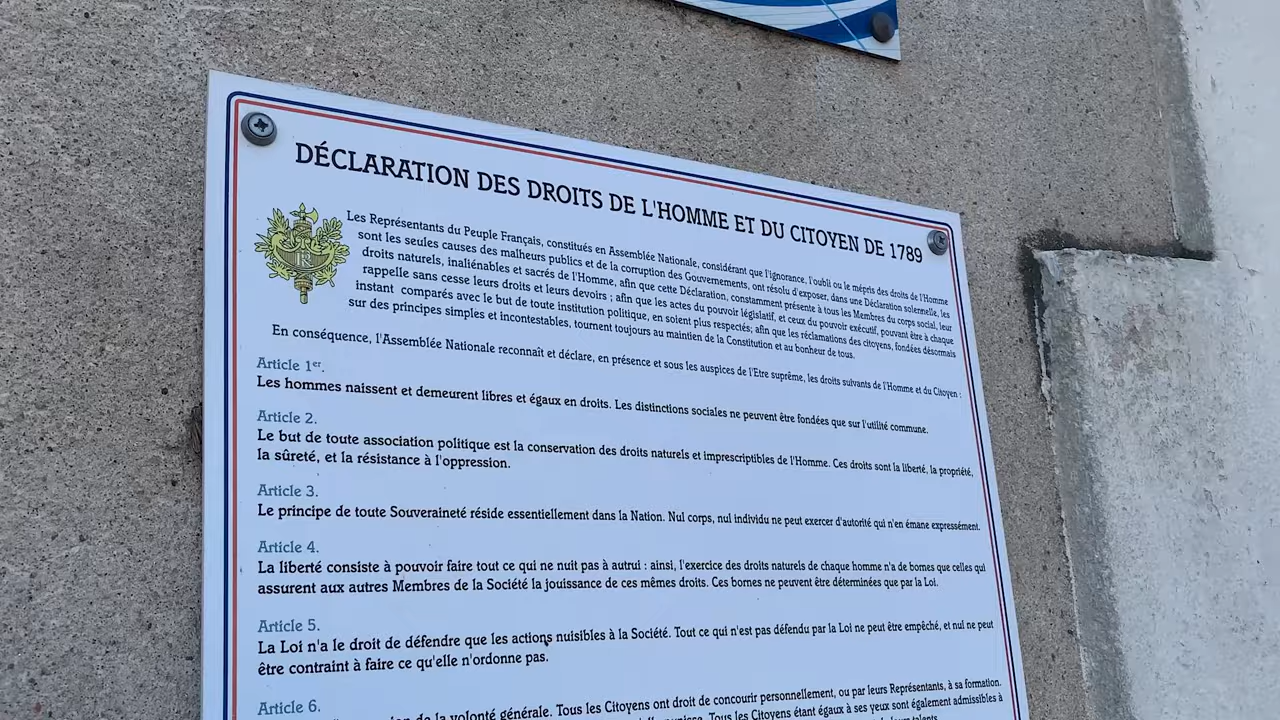 DÉCLARATION DES DROITS DE L'HOMME ET DU CITOYEN DE 1789
Les Représentants du Peuple Français, constitués en Assemblée Nationale, considérant que l'ignorance, l'oubli ou le mépris des droits de l'Homme
sont les seules causes des malheurs publics et de la corruption des Gouvernements, ont résolu d'exposer, dans une Déclaration solennelle, les
droits naturels, inaliénables et sacrés de l'Homme, afin que cette Déclaration, constamment présente à tous les Membres du corps social, leur
rappelle sans cesse leurs droits et leurs devoirs ; afin que les actes du pouvoir législatif, et ceux du pouvoir exécutif, pouvant être à chaque
instant comparés avec le but de toute institution politique, en soient plus respectés; afin que les réclamations des citoyens, fondées désormais
sur des principes simples et incontestables, tournent toujours au maintien de la Constitution et au bonheur de tous.
En conséquence, l'Assemblée Nationale reconnaît et déclare, en présence et sous les auspices de l'Etre suprême, les droits suivants de l'Homme et du Citoyen :
Article 1er.
Les hommes naissent et demeurent libres et égaux en droits. Les distinctions sociales ne peuvent être fondées que sur l'utilité commune.
Article 2.
Le but de toute association politique est la conservation des droits naturels et imprescriptibles de l'Homme. Ces droits sont la liberté, la propriété,
la sûreté, et la résistance à l'oppression.
Article 3.
Le principe de toute Souveraineté réside essentiellement dans la Nation. Nul corps, nul individu ne peut exercer d'autorité qui n'en émane expressément.
Article 4.
La liberté consiste à pouvoir faire tout ce qui ne nuit pas à autrui : ainsi, l'exercice des droits naturels de chaque homme n'a de bornes que celles qui
assurent aux autres Membres de la Société la jouissance de ces mêmes droits. Ces bornes ne peuvent être déterminées que par la Loi.
Article 5.
La Loi n'a le droit de défendre que les actions nuisibles à la Société. Tout ce qui n'est pas défendu par la Loi ne peut être empêché, et nul ne peut
être contraint à faire ce qu'elle n'ordonne pas.
Article 6.
de la volonté générale. Tous les Citoyens ont droit de concourir personnellement, ou par leurs Représentants, à sa formation.
Tous les Citoyens étant égaux à ses yeux sont également admissibles à